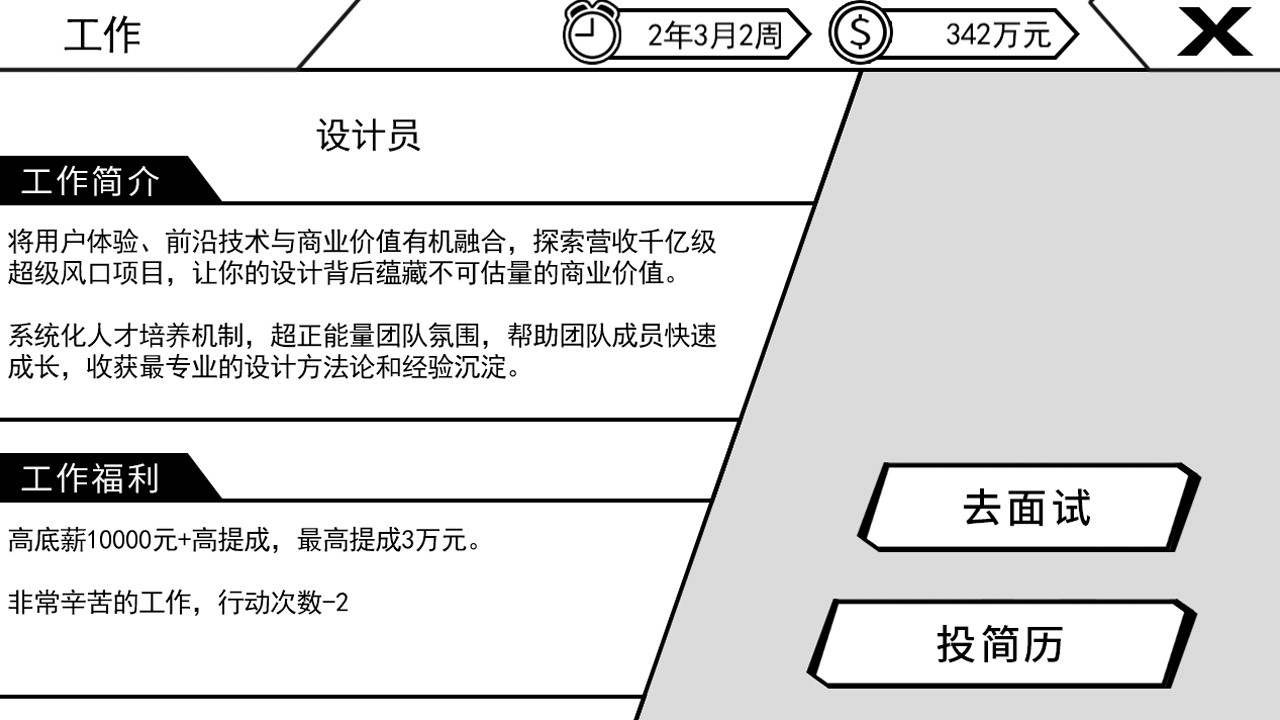 工作
2年3月2周
342万元
设计员
工作简介
将用户体验、前沿技术与商业价值有机融合，探索营收千亿级
超级风口项目，让你的设计背后蕴藏不可估量的商业价值。
系统化人才培养机制，超正能量团队氛围，帮助团队成员快速
成长，收获最专业的设计方法论和经验沉淀。
工作福利
高底薪10000元+高提成，最高提成3万元。
非常辛苦的工作，行动次数-2
去面试
投简历